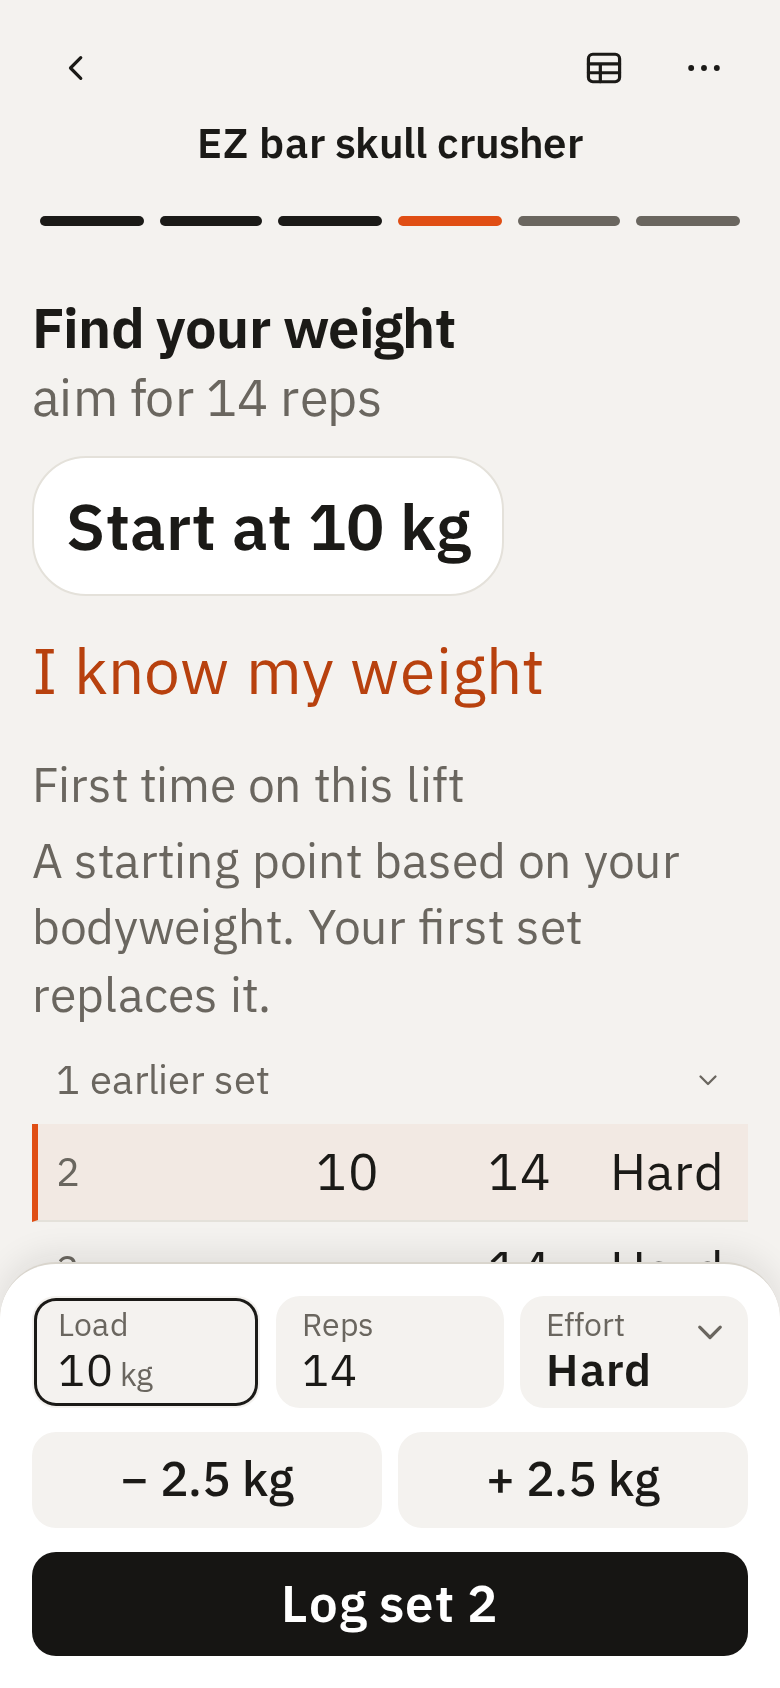 EZ bar skull crusher
Find your weight
aim for 14 reps
Start at 10 kg
I know my weight
First time on this lift
A starting point based on your
bodyweight. Your first set
replaces it.
1 earlier set
2 10 14 Hard
Load Reps Effort
10 kg 14 Hard
− 2.5 kg + 2.5 kg
Log set 2